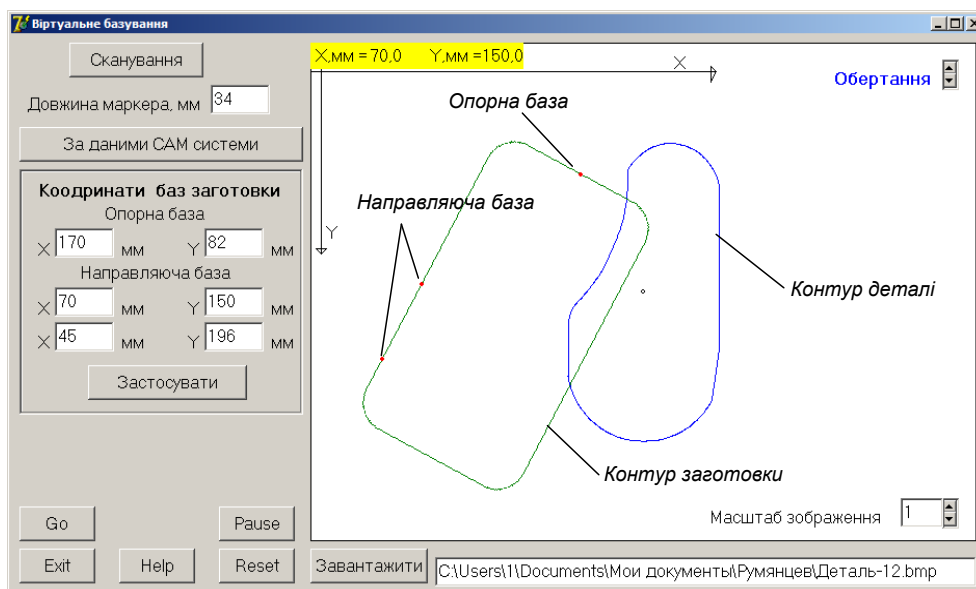 Віртуальне базування
Сканування
Довжина маркера, мм 34
За даними САМ системи
Коодринати баз заготовки
Опорна база
X 170 мм Y 82 мм
Направляюча база
X 70 мм Y 150 мм
X 45 мм Y 196 мм
Застосувати
Go Pause
Exit Help Reset
X,мм =70,0 Y,мм =150,0
X
Обертання
Опорна база
Направляюча база
Y
Контур деталі
Контур заготовки
Масштаб зображення 1
Завантажити C:\Users\1\Documents\Мои документы\Румянцев\Деталь-12.bmp